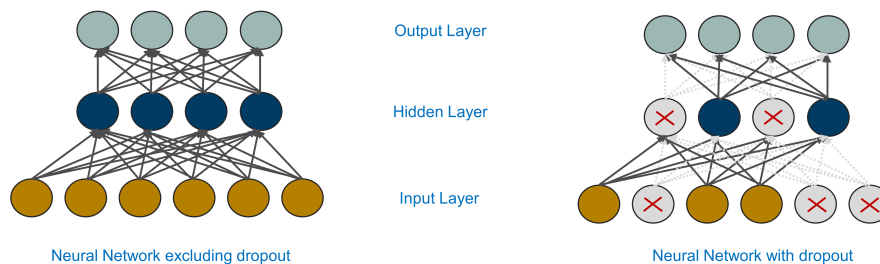 Output Layer
Hidden Layer
Input Layer
Neural Network excluding dropout
Neural Network with dropout